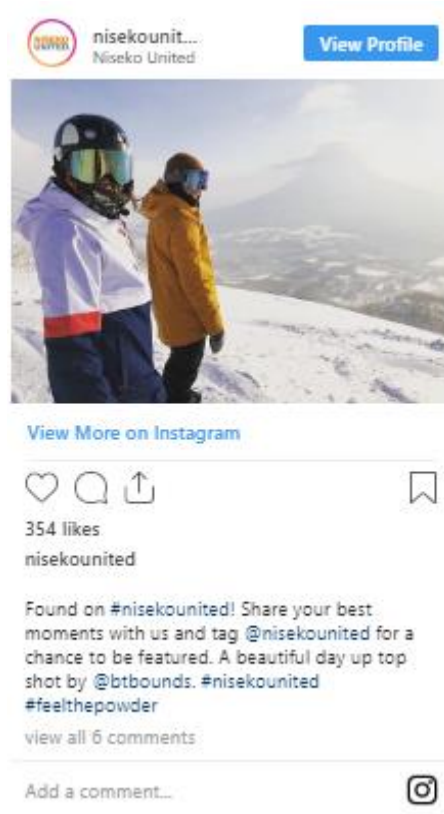 nisekounit...
Niseko United
View Profile
NISEKO
UNITED
View More on Instagram
354 likes
nisekounited
Found on #nisekounited! Share your best
moments with us and tag @nisekounited for a
chance to be featured. A beautiful day up top
shot by @btbounds. #nisekounited
#feelthepowder
view all 6 comments
Add a comment...